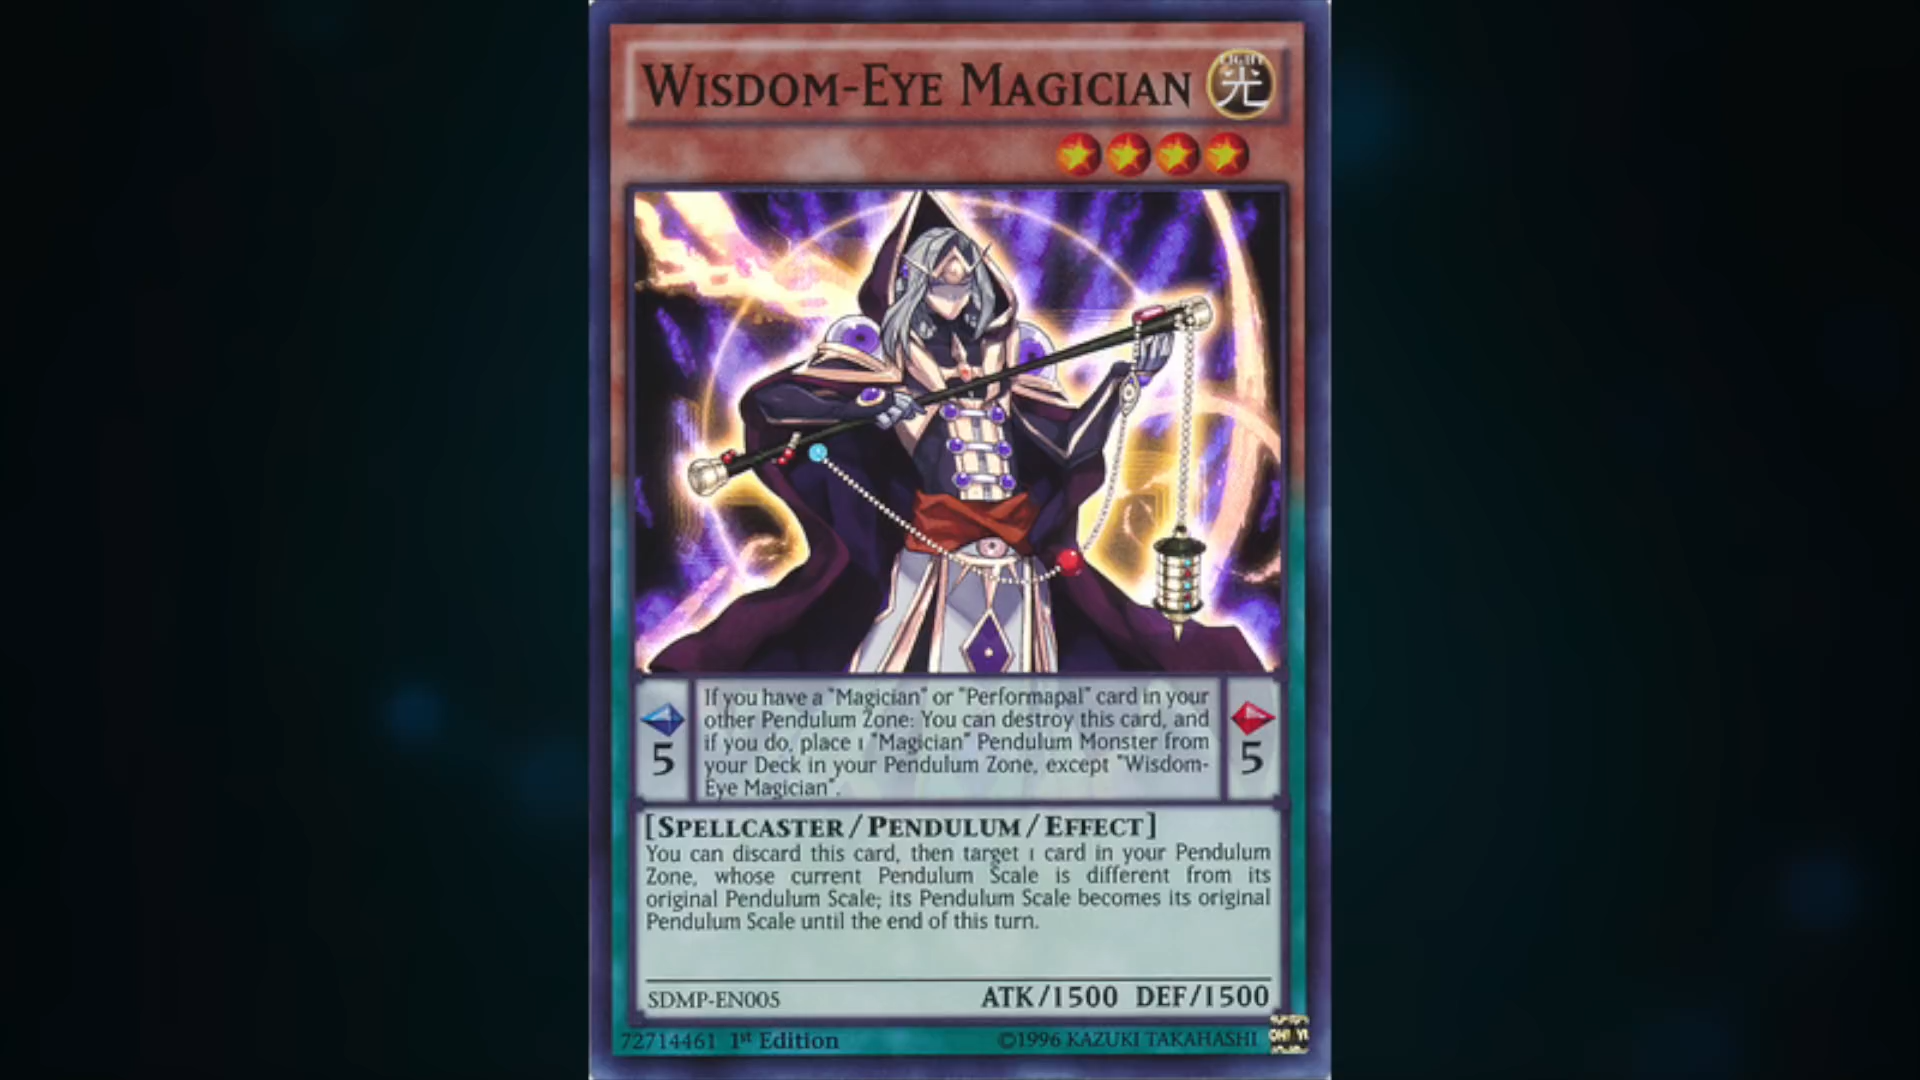 WISDOM-EYE MAGICIAN
LIGHT
光
If you have a "Magician" or "Performapal" card in your
other Pendulum Zone: You can destroy this card, and
if you do, place 1 "Magician" Pendulum Monster from
your Deck in your Pendulum Zone, except "Wisdom-
Eye Magician".
5
5
[SPELLCASTER/PENDULUM/EFFECT]
You can discard this card, then target 1 card in your Pendulum
Zone, whose current Pendulum Scale is different from its
original Pendulum Scale; its Pendulum Scale becomes its original
Pendulum Scale until the end of this turn.
SDMP-EN005
ATK/1500 DEF/1500
72714461 1st Edition
©1996 KAZUKI TAKAHASHI